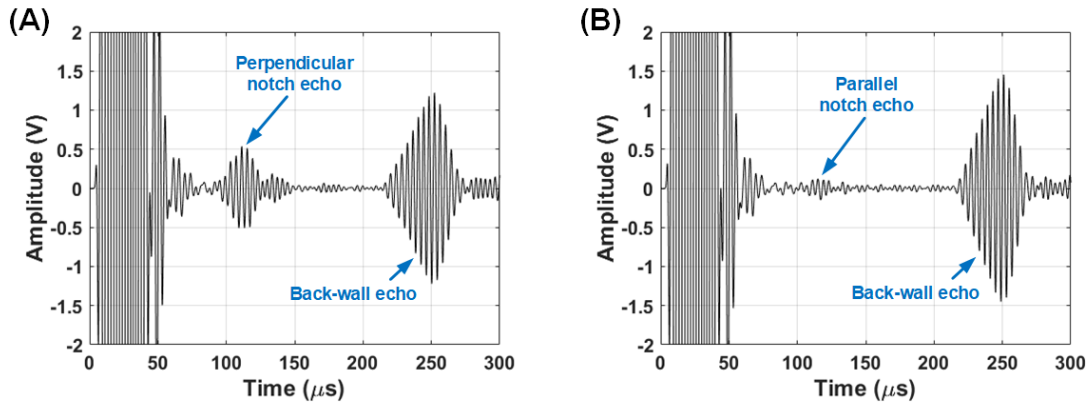 (A)
2
1.5
1
0.5
0
-0.5
-1
-1.5
-2
Amplitude (V)
Perpendicular
notch echo
Back-wall echo
0 50 100 150 200 250 300
Time (μs)
(B)
2
1.5
1
0.5
0
-0.5
-1
-1.5
-2
Amplitude (V)
Parallel
notch echo
Back-wall echo
0 50 100 150 200 250 300
Time (μs)